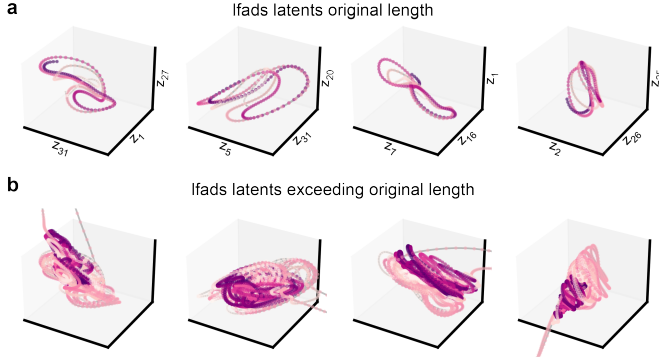 a
lfads latents original length
z27
z20
z1
z31
z1
z5
z31
z7
z16
z2
z26
b
lfads latents exceeding original length